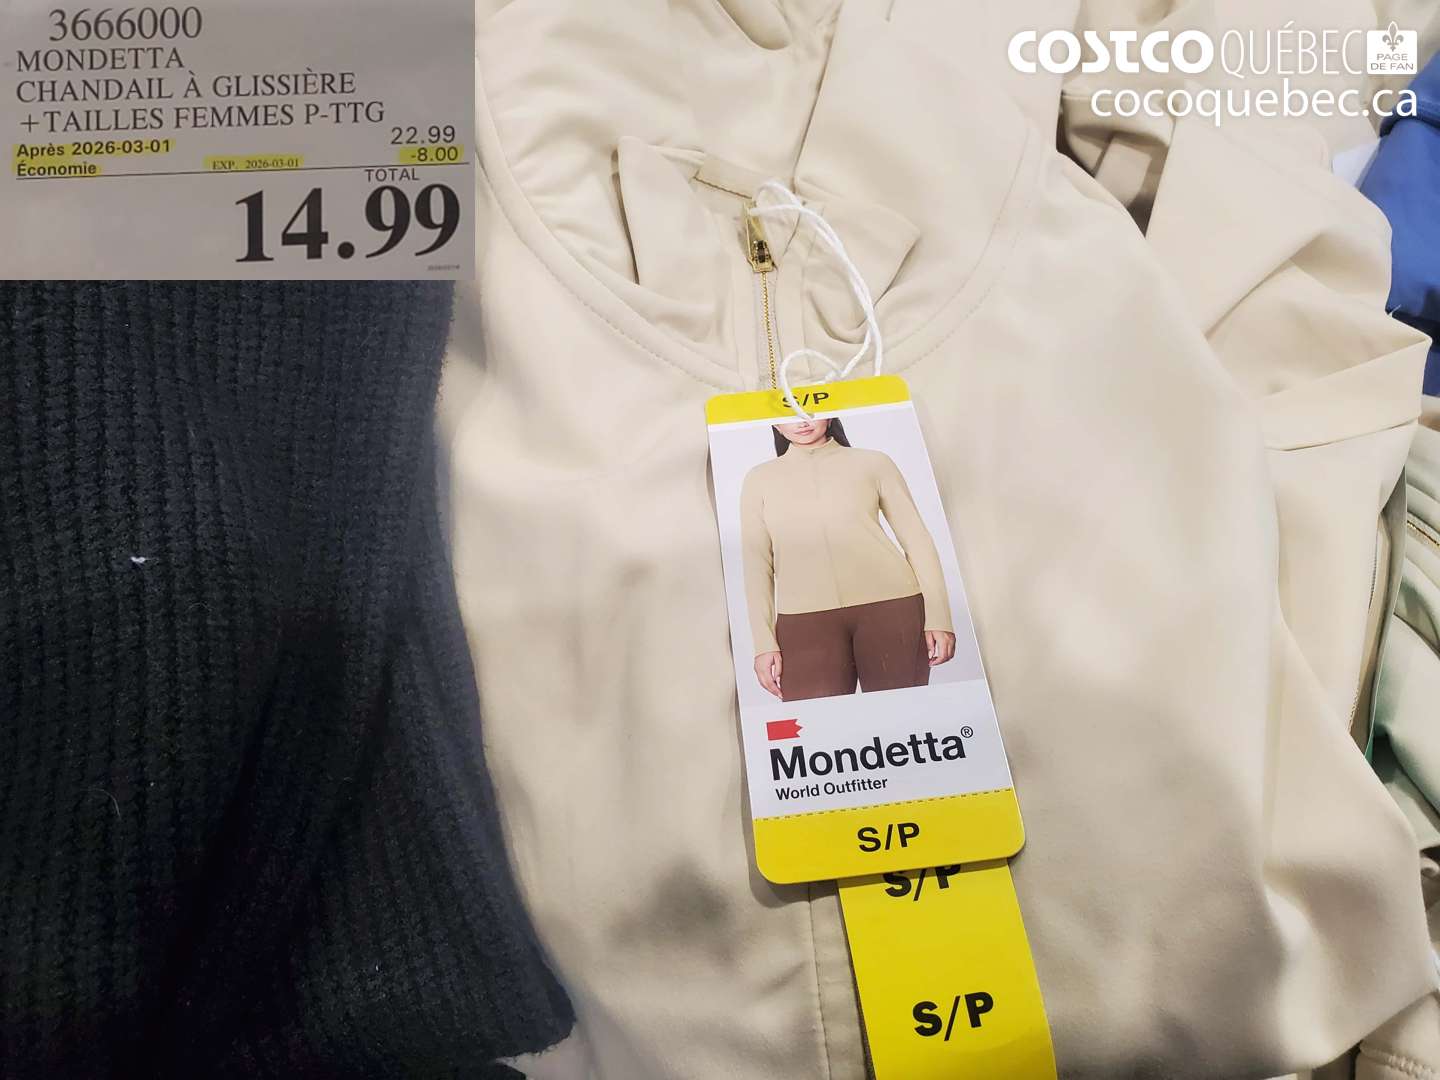 3666000
MONDETTA
CHANDAIL À GLISSIÈRE
+TAILLES FEMMES P-TTG
22.99
Après 2026-03-01
EXP. 2026-03-01
-8.00
Économie
TOTAL
14.99
COSTCO QUÉBEC
PAGE
DE FAN
cocoquebec.ca
S/P
Mondetta®
World Outfitter
S/P
S/P
S/P